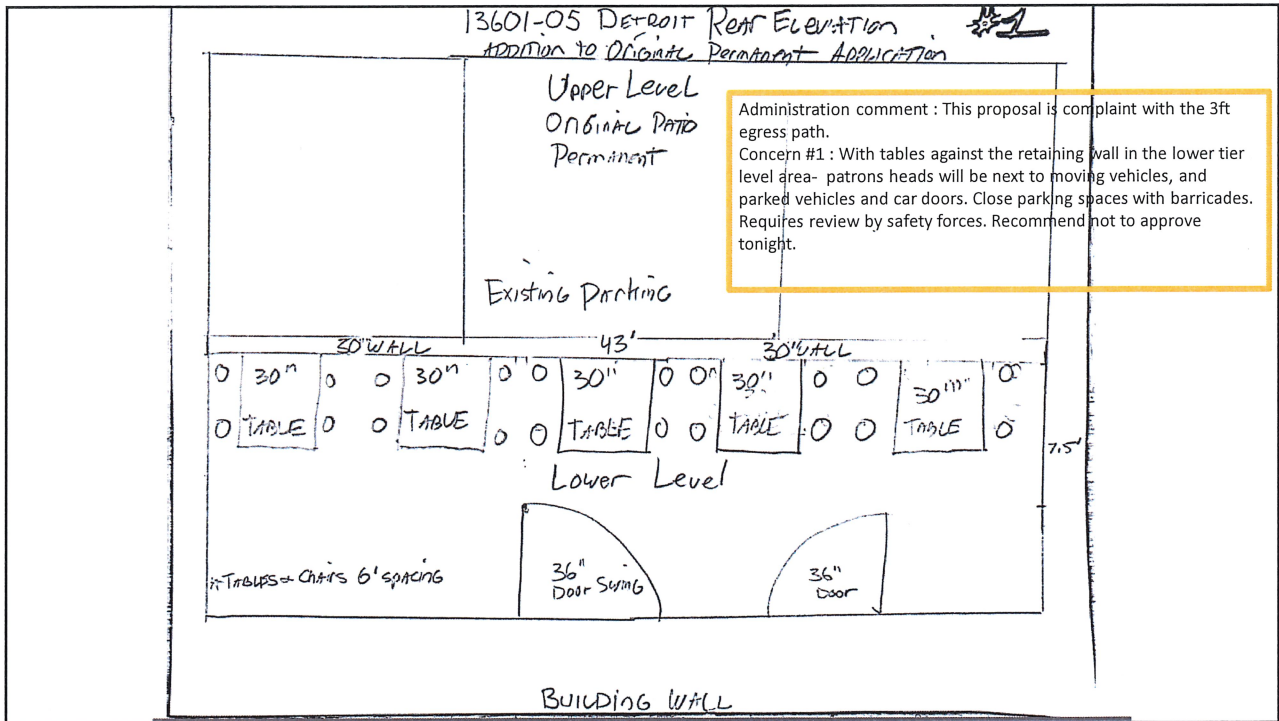 13601-05 DETROIT REAR ELEVATION
#1
ADDITION TO ORIGINAL PERMANENT APPLICATION
Upper Level
ORIGINAL PATIO
Permanent
Administration comment : This proposal is complaint with the 3ft
egress path.
Concern #1 : With tables against the retaining wall in the lower tier
level area- patrons heads will be next to moving vehicles, and
parked vehicles and car doors. Close parking spaces with barricades.
Requires review by safety forces. Recommend not to approve
tonight.
Existing Parking
30" WALL 43' 30" WALL
30" 30" 30" 30" 30"
TABLE TABLE TABLE TABLE TABLE
7.5'
Lower Level
TABLES & CHAIRS 6' SPACING
36"
Door Swing
36"
Door
BUILDING WALL